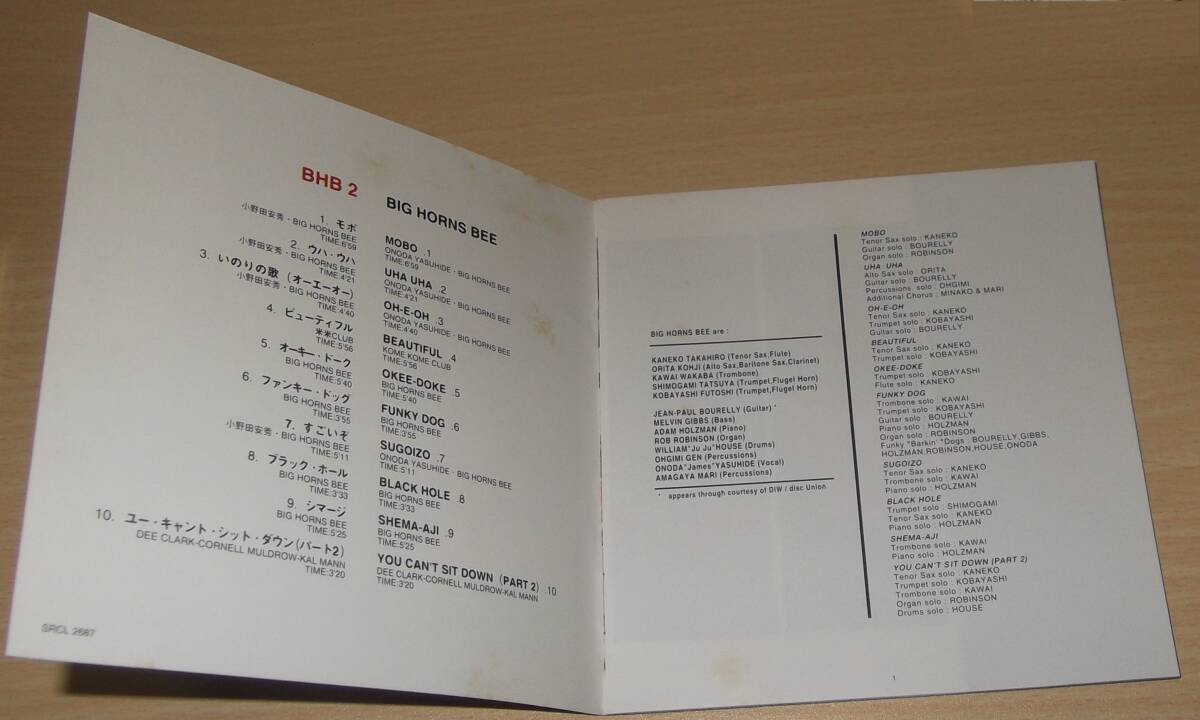 BHB 2
1. モボ
小野田安秀・BIG HORNS BEE
TIME:6'59
2. ウハ・ウハ
小野田安秀・BIG HORNS BEE
TIME:4'21
3. いのりの歌 (オーエーオー)
小野田安秀・BIG HORNS BEE
TIME:4'40
4. ビューティフル
米米CLUB
TIME:5'56
5. オーキー・ドーク
BIG HORNS BEE
TIME:5'40
6. ファンキー・ドッグ
BIG HORNS BEE
TIME:3'55
7. すごいぞ
小野田安秀・BIG HORNS BEE
TIME:5'11
8. ブラック・ホール
BIG HORNS BEE
TIME:3'33
9. シマージ
BIG HORNS BEE
TIME:5'25
10. ユー・キャント・シット・ダウン(パート2)
DEE CLARK-CORNELL MULDROW-KAL MANN
TIME:3'20
SRCL 2687
BIG HORNS BEE
MOBO .1
ONODA YASUHIDE・BIG HORNS BEE
TIME:6'59
UHA UHA .2
ONODA YASUHIDE・BIG HORNS BEE
TIME:4'21
OH-E-OH .3
ONODA YASUHIDE・BIG HORNS BEE
TIME:4'40
BEAUTIFUL .4
KOME KOME CLUB
TIME:5'56
OKEE-DOKE .5
BIG HORNS BEE
TIME:5'40
FUNKY DOG .6
BIG HORNS BEE
TIME:3'55
SUGOIZO .7
ONODA YASUHIDE・BIG HORNS BEE
TIME:5'11
BLACK HOLE .8
BIG HORNS BEE
TIME:3'33
SHEMA-AJI .9
BIG HORNS BEE
TIME:5'25
YOU CAN'T SIT DOWN (PART 2) .10
DEE CLARK-CORNELL MULDROW-KAL MANN
TIME:3'20
BIG HORNS BEE are :
KANEKO TAKAHIRO (Tenor Sax,Flute)
ORITA KOHJI (Alto Sax,Baritone Sax,Clarinet)
KAWAI WAKABA (Trombone)
SHIMOGAMI TATSUYA (Trumpet,Flugel Horn)
KOBAYASHI FUTOSHI (Trumpet,Flugel Horn)
JEAN-PAUL BOURELLY (Guitar) *
MELVIN GIBBS (Bass)
ADAM HOLZMAN (Piano)
ROB ROBINSON (Organ)
WILLIAM"Ju Ju"HOUSE (Drums)
OHGIMI GEN (Percussions)
ONODA"James"YASUHIDE (Vocal)
AMAGAYA MARI (Percussions)
* appears through courtesy of DIW / disc Union
MOBO
Tenor Sax solo : KANEKO
Guitar solo : BOURELLY
Organ solo : ROBINSON
UHA UHA
Alto Sax solo : ORITA
Guitar solo : BOURELLY
Percussions solo : OHGIMI
Additional Chorus : MINAKO & MARI
OH-E-OH
Tenor Sax solo : KANEKO
Trumpet solo : KOBAYASHI
Guitar solo : BOURELLY
BEAUTIFUL
Tenor Sax solo : KANEKO
Trumpet solo : KOBAYASHI
OKEE-DOKE
Trumpet solo : KOBAYASHI
Flute solo : KANEKO
FUNKY DOG
Trombone solo : KAWAI
Trumpet solo : KOBAYASHI
Guitar solo : BOURELLY
Piano solo : HOLZMAN
Organ solo : ROBINSON
Funky "Barkin' "Dogs : BOURELLY,GIBBS,
HOLZMAN,ROBINSON,HOUSE,ONODA
SUGOIZO
Tenor Sax solo : KANEKO
Trombone solo : KAWAI
Piano solo : HOLZMAN
BLACK HOLE
Trumpet solo : SHIMOGAMI
Tenor Sax solo : KANEKO
Piano solo : HOLZMAN
SHEMA-AJI
Trombone solo : KAWAI
Piano solo : HOLZMAN
YOU CAN'T SIT DOWN (PART 2)
Tenor Sax solo : KANEKO
Trumpet solo : KOBAYASHI
Trombone solo : KAWAI
Organ solo : ROBINSON
Drums solo : HOUSE
1